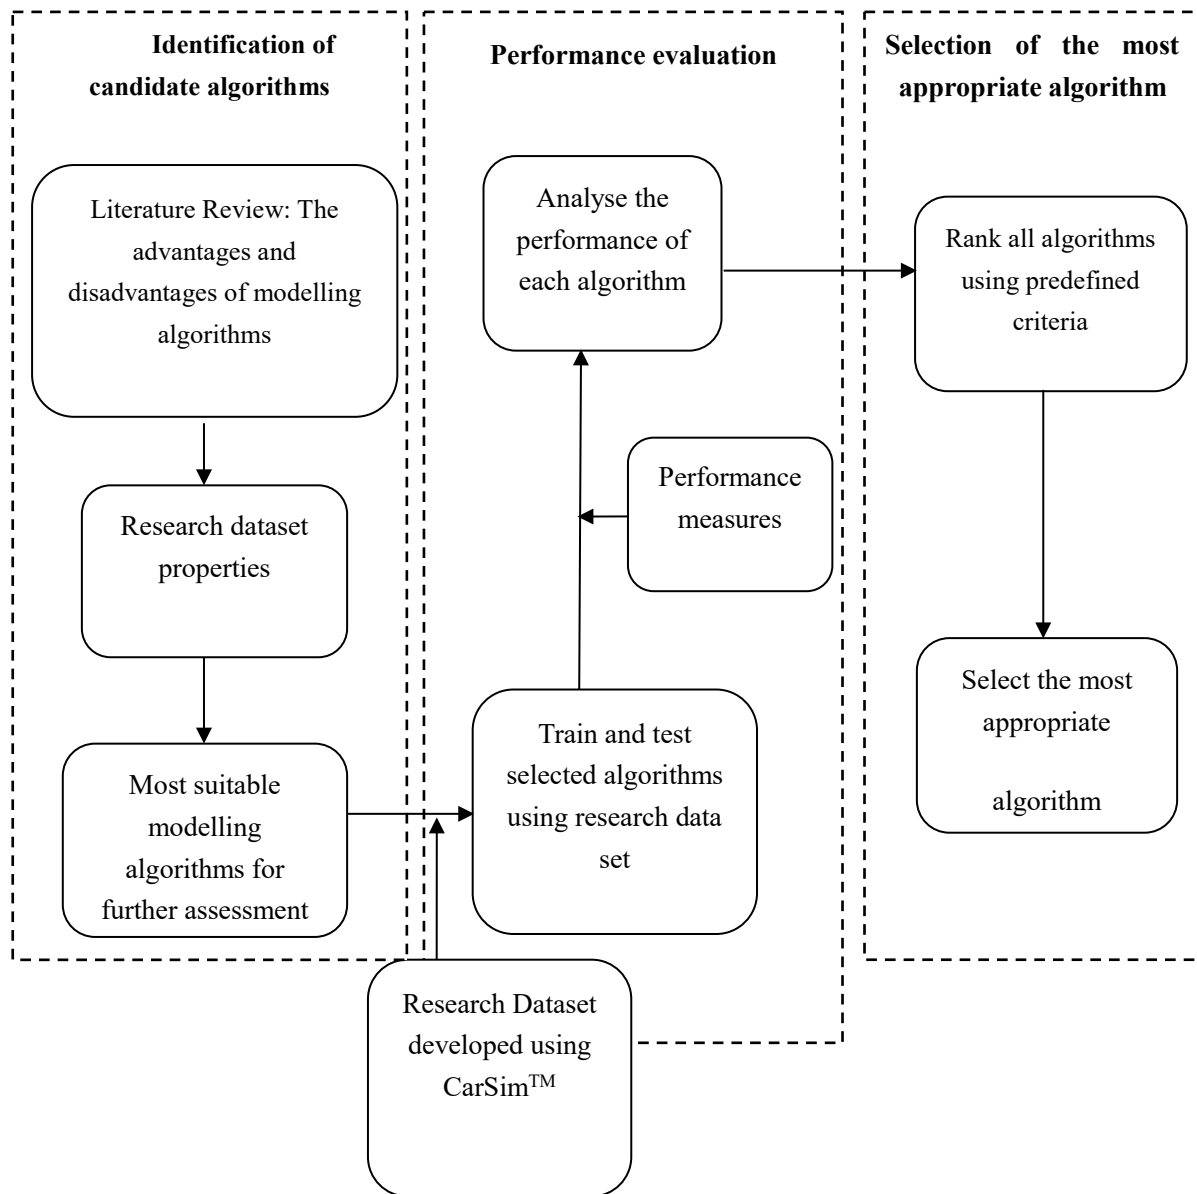 Identification of
candidate algorithms
Literature Review: The
advantages and
disadvantages of modelling
algorithms
Research dataset
properties
Most suitable
modelling
algorithms for
further assessment
Performance evaluation
Analyse the
performance of
each algorithm
Performance
measures
Train and test
selected algorithms
using research data
set
Research Dataset
developed using
CarSim™
Selection of the most
appropriate algorithm
Rank all algorithms
using predefined
criteria
Select the most
appropriate
algorithm